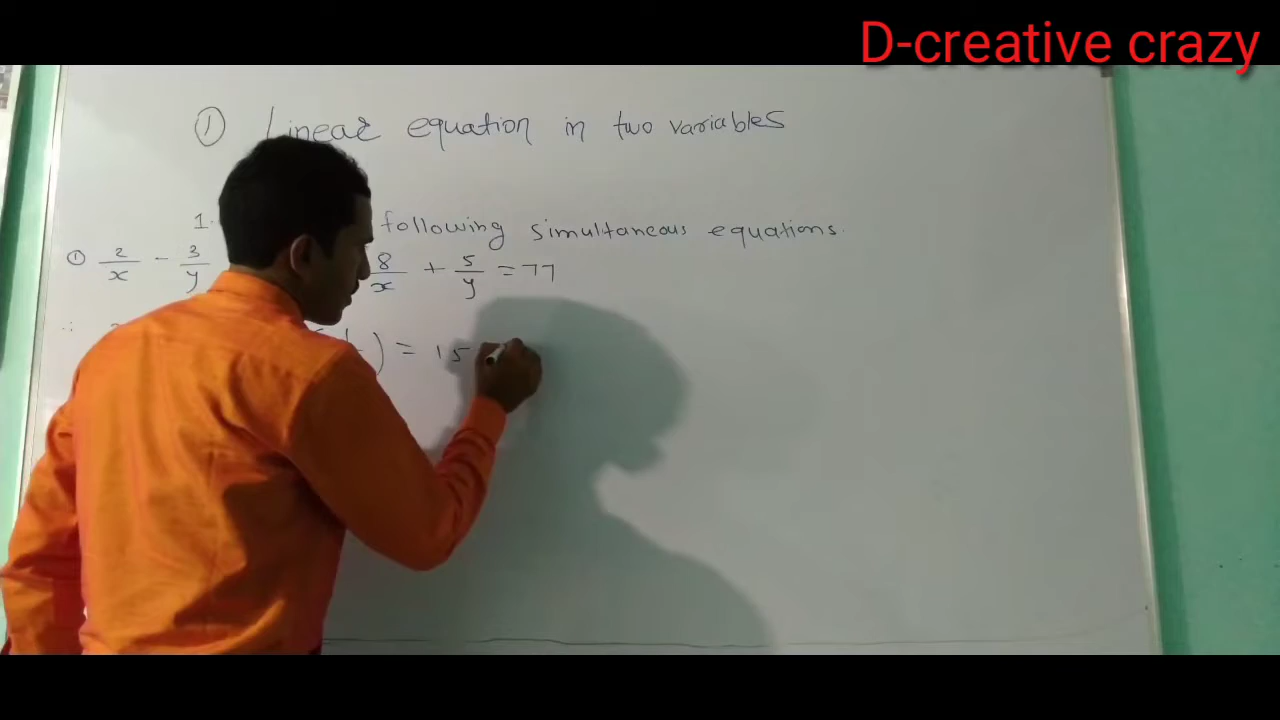 D-creative crazy
① Linear equation in two variables
1. following simultaneous equations.
① 2/x - 3/y 8/x + 5/y = 77
∴ ) = 15